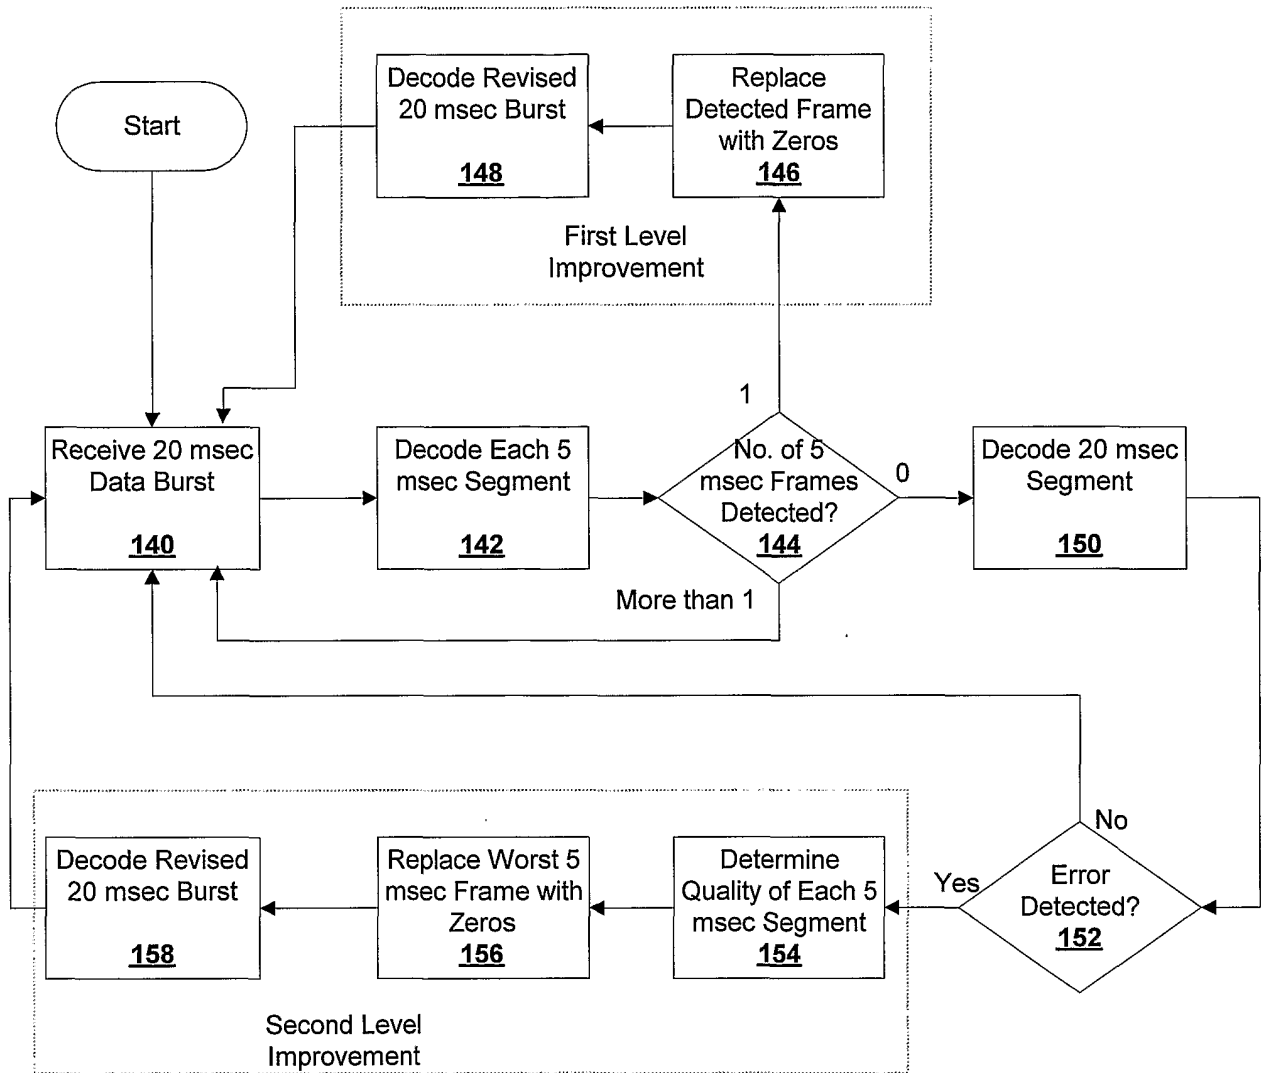 Start
Decode Revised
20 msec Burst
148
Replace
Detected Frame
with Zeros
146
First Level
Improvement
Receive 20 msec
Data Burst
140
Decode Each 5
msec Segment
142
1
No. of 5
msec Frames
Detected?
144
0
More than 1
Decode 20 msec
Segment
150
No
Error
Detected?
152
Yes
Determine
Quality of Each 5
msec Segment
154
Replace Worst 5
msec Frame with
Zeros
156
Decode Revised
20 msec Burst
158
Second Level
Improvement